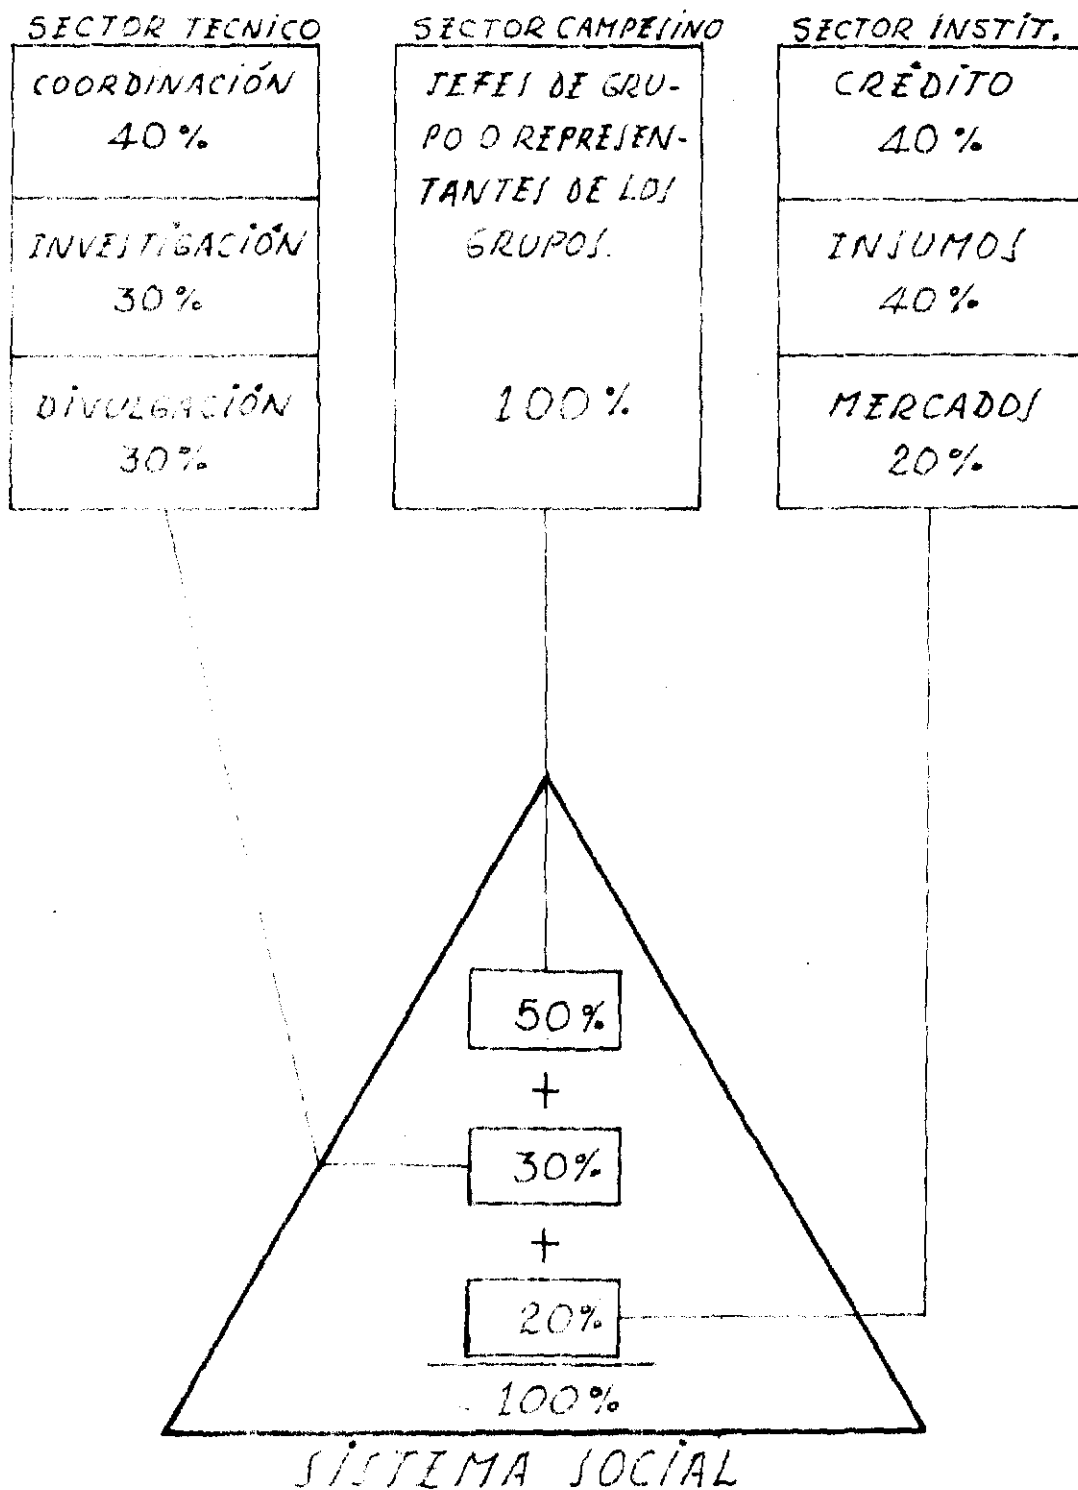 SECTOR TECNICO
COORDINACIÓN
40%
INVESTIGACIÓN
30%
DIVULGACIÓN
30%
SECTOR CAMPESINO
JEFES DE GRU-
PO O REPRESEN-
TANTES DE LOS
GRUPOS.
100%
SECTOR INSTIT.
CRÉDITO
40%
INSUMOS
40%
MERCADOS
20%
50%
+
30%
+
20%
100%
SISTEMA SOCIAL